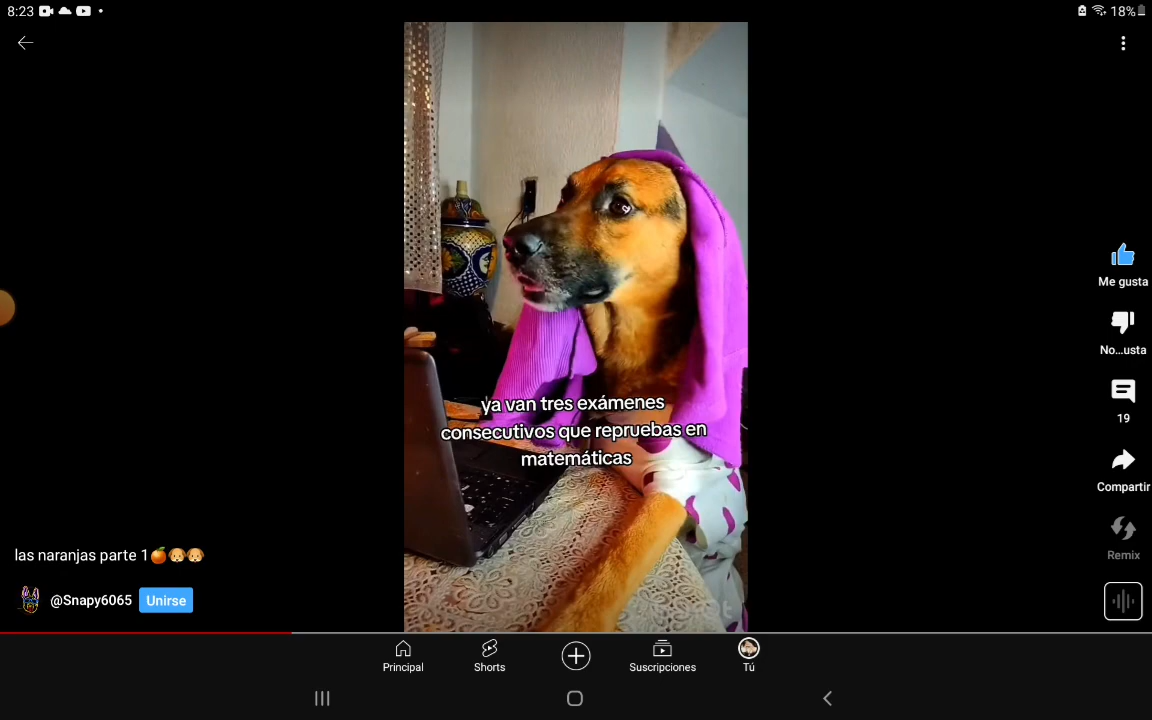 8:23
18%
ya van tres exámenes
consecutivos que repruebas en
matemáticas
Me gusta
No...usta
19
Compartir
Remix
las naranjas parte 1
@Snapy6065
Unirse
Principal
Shorts
Suscripciones
Tú